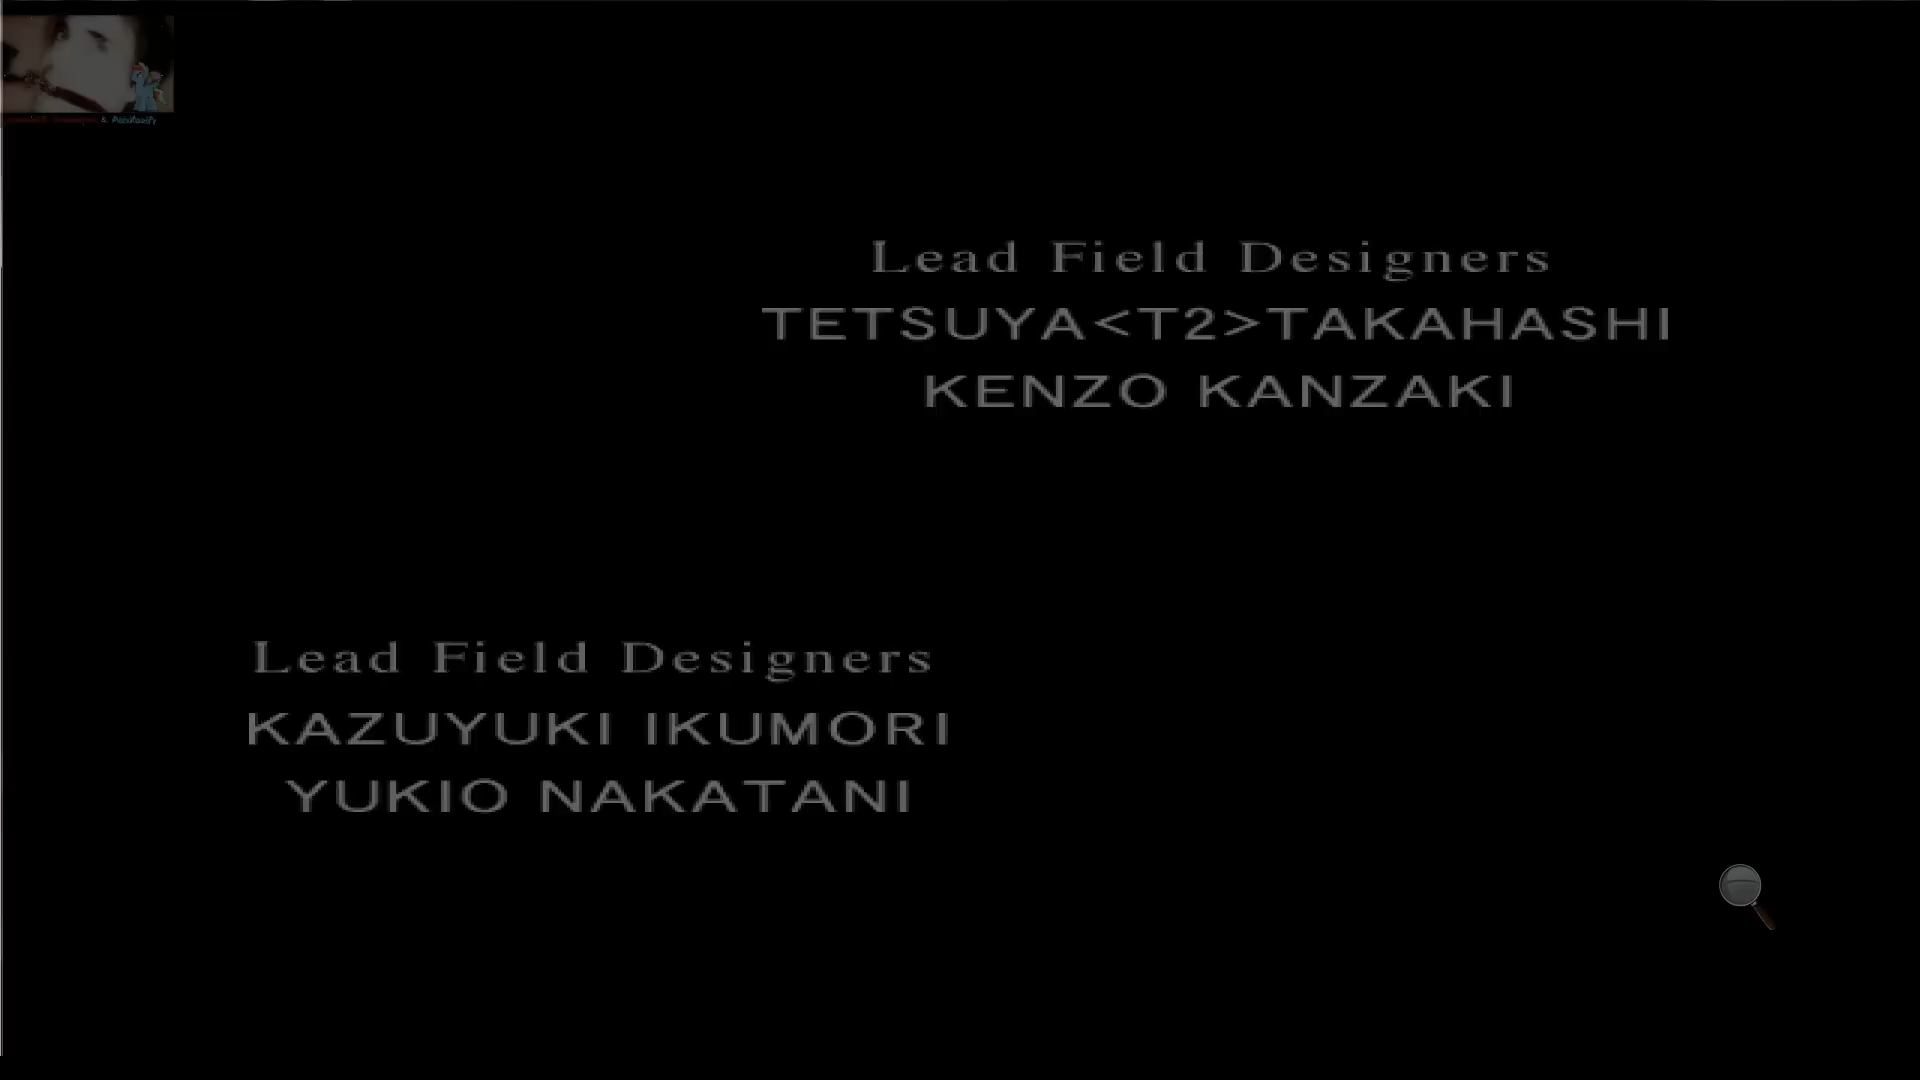 Lead Field Designers
TETSUYA<T2>TAKAHASHI
KENZO KANZAKI
Lead Field Designers
KAZUYUKI IKUMORI
YUKIO NAKATANI